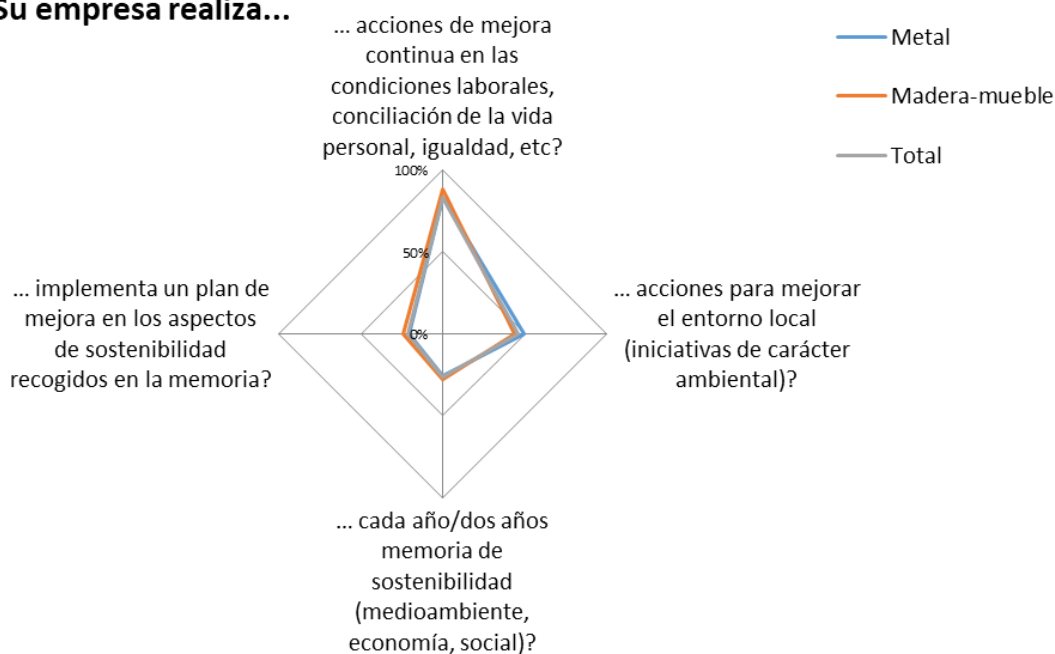 Su empresa realiza...
... acciones de mejora
continua en las
condiciones laborales,
conciliación de la vida
personal, igualdad, etc?
Metal
Madera-mueble
Total
100%
50%
0%
... implementa un plan de
mejora en los aspectos
de sostenibilidad
recogidos en la memoria?
... acciones para mejorar
el entorno local
(iniciativas de carácter
ambiental)?
... cada año/dos años
memoria de
sostenibilidad
(medioambiente,
economía, social)?